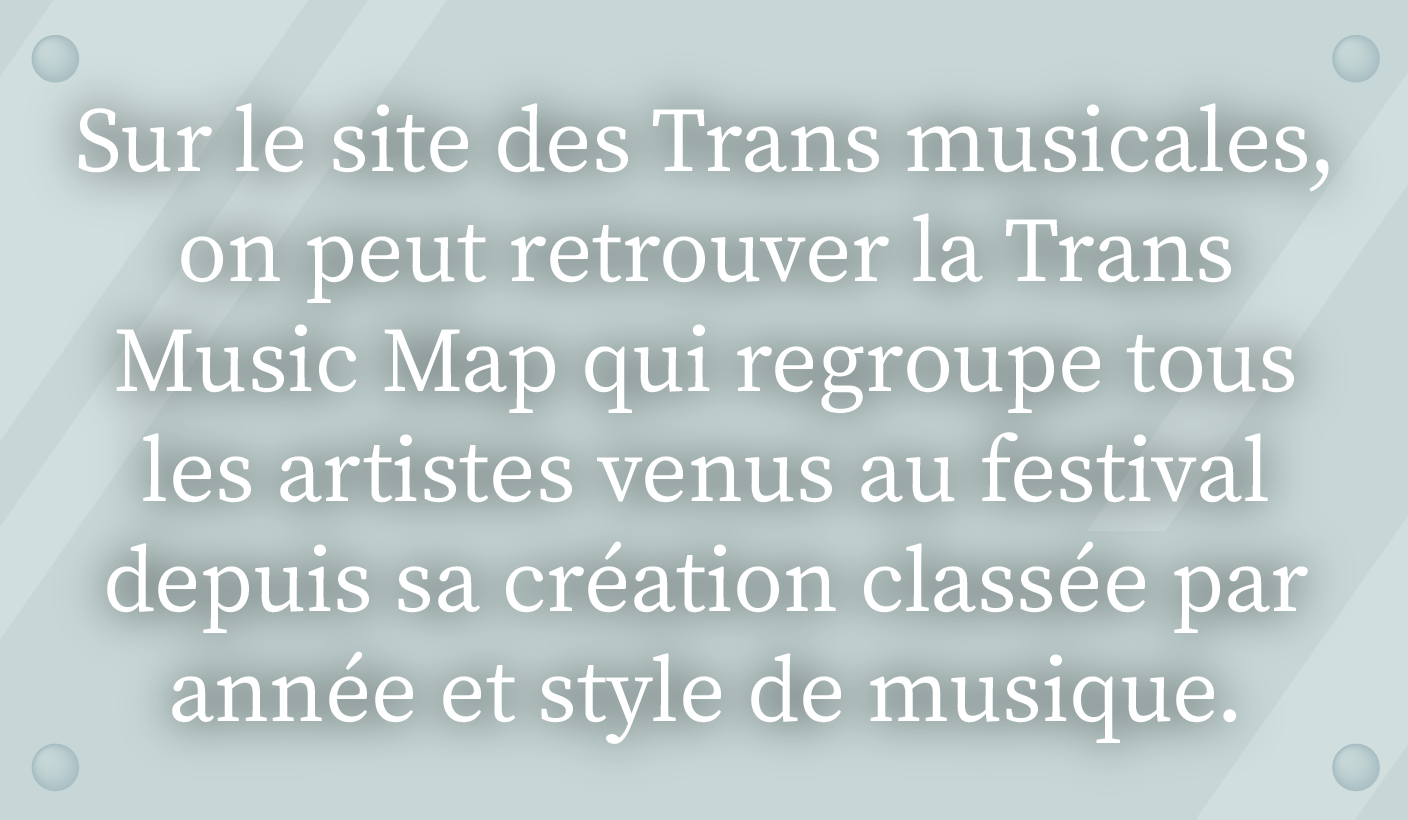 Sur le site des Trans musicales,
on peut retrouver la Trans
Music Map qui regroupe tous
les artistes venus au festival
depuis sa création classée par
année et style de musique.